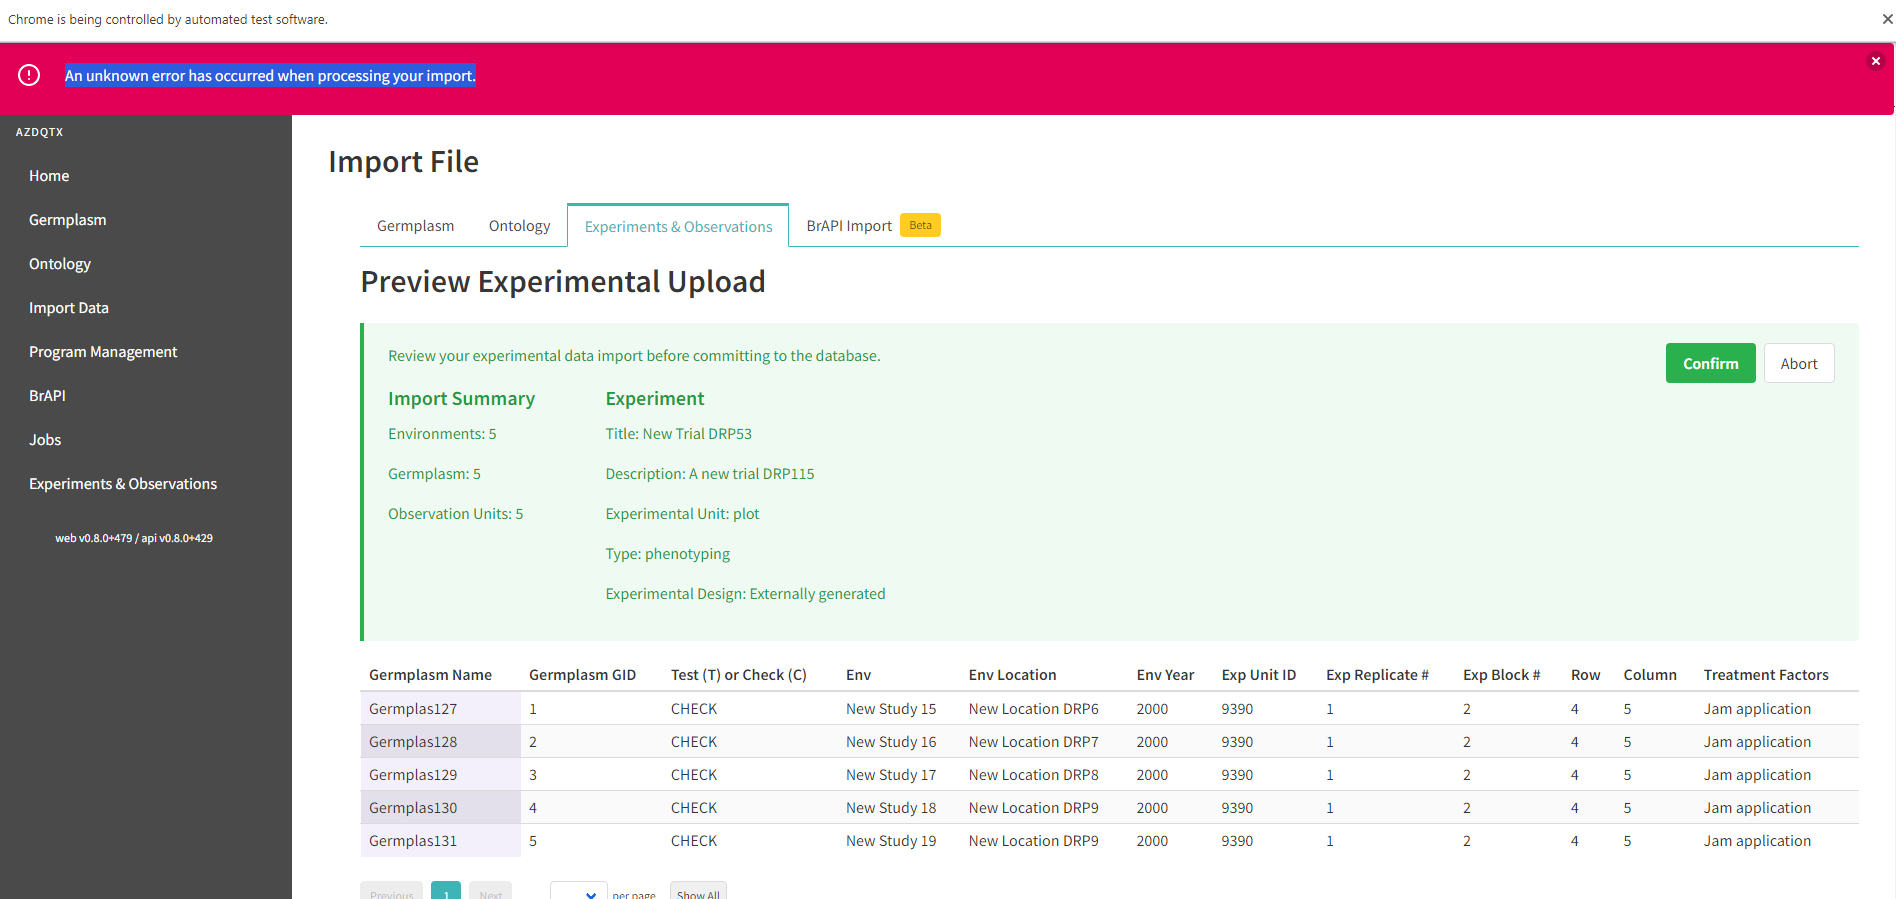 Chrome is being controlled by automated test software.
An unknown error has occurred when processing your import.
AZDQTX
Home
Germplasm
Ontology
Import Data
Program Management
BrAPI
Jobs
Experiments & Observations
web v0.8.0+479 / api v0.8.0+429
Import File
Germplasm Ontology Experiments & Observations BrAPI Import Beta
Preview Experimental Upload
Review your experimental data import before committing to the database.
Confirm Abort
Import Summary
Environments: 5
Germplasm: 5
Observation Units: 5
Experiment
Title: New Trial DRP53
Description: A new trial DRP115
Experimental Unit: plot
Type: phenotyping
Experimental Design: Externally generated
Germplasm Name Germplasm GID Test (T) or Check (C) Env Env Location Env Year Exp Unit ID Exp Replicate # Exp Block # Row Column Treatment Factors
Germplas127 1 CHECK New Study 15 New Location DRP6 2000 9390 1 2 4 5 Jam application
Germplas128 2 CHECK New Study 16 New Location DRP7 2000 9390 1 2 4 5 Jam application
Germplas129 3 CHECK New Study 17 New Location DRP8 2000 9390 1 2 4 5 Jam application
Germplas130 4 CHECK New Study 18 New Location DRP9 2000 9390 1 2 4 5 Jam application
Germplas131 5 CHECK New Study 19 New Location DRP9 2000 9390 1 2 4 5 Jam application
Previous 1 Next per page Show All